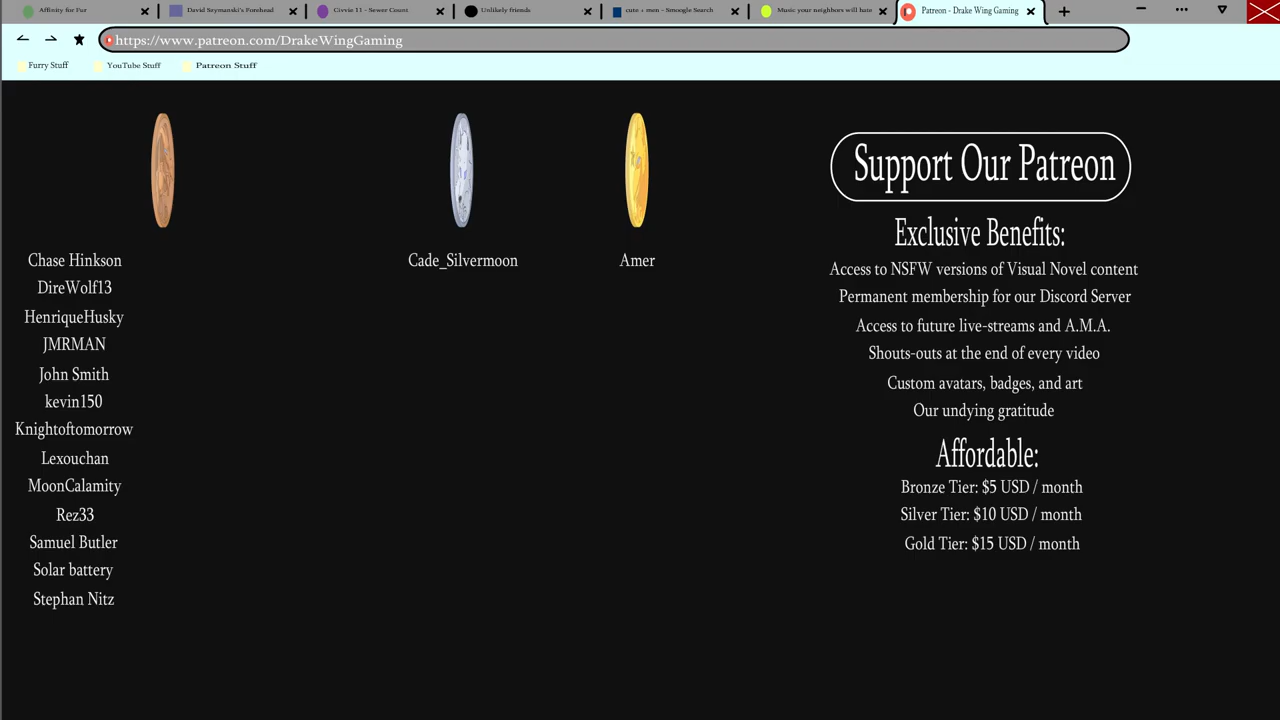 Affinity for Fur
David Szymanski's Forehead
Civvie 11 - Sewer Count
Unlikely friends
cute + men - Smoogle Search
Music your neighbors will hate
Patreon - Drake Wing Gaming
https://www.patreon.com/DrakeWingGaming
Furry Stuff
YouTube Stuff
Patreon Stuff
Chase Hinkson
DireWolf13
HenriqueHusky
JMRMAN
John Smith
kevin150
Knightoftomorrow
Lexouchan
MoonCalamity
Rez33
Samuel Butler
Solar battery
Stephan Nitz
Cade_Silvermoon
Amer
Support Our Patreon
Exclusive Benefits:
Access to NSFW versions of Visual Novel content
Permanent membership for our Discord Server
Access to future live-streams and A.M.A.
Shouts-outs at the end of every video
Custom avatars, badges, and art
Our undying gratitude
Affordable:
Bronze Tier: $5 USD / month
Silver Tier: $10 USD / month
Gold Tier: $15 USD / month